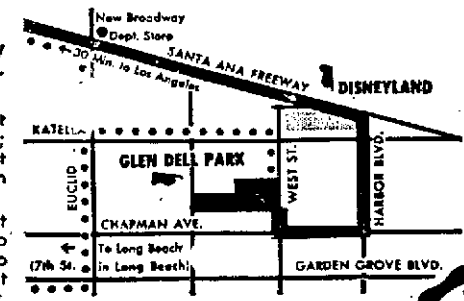 New Broadway
Dept. Store
← 30 Min. to Los Angeles
SANTA ANA FREEWAY
DISNEYLAND
KATELLA
GLEN DELL PARK
WEST ST.
HARBOR BLVD.
EUCLID
CHAPMAN AVE.
← To Long Beach
(7th St. in Long Beach)
GARDEN GROVE BLVD.